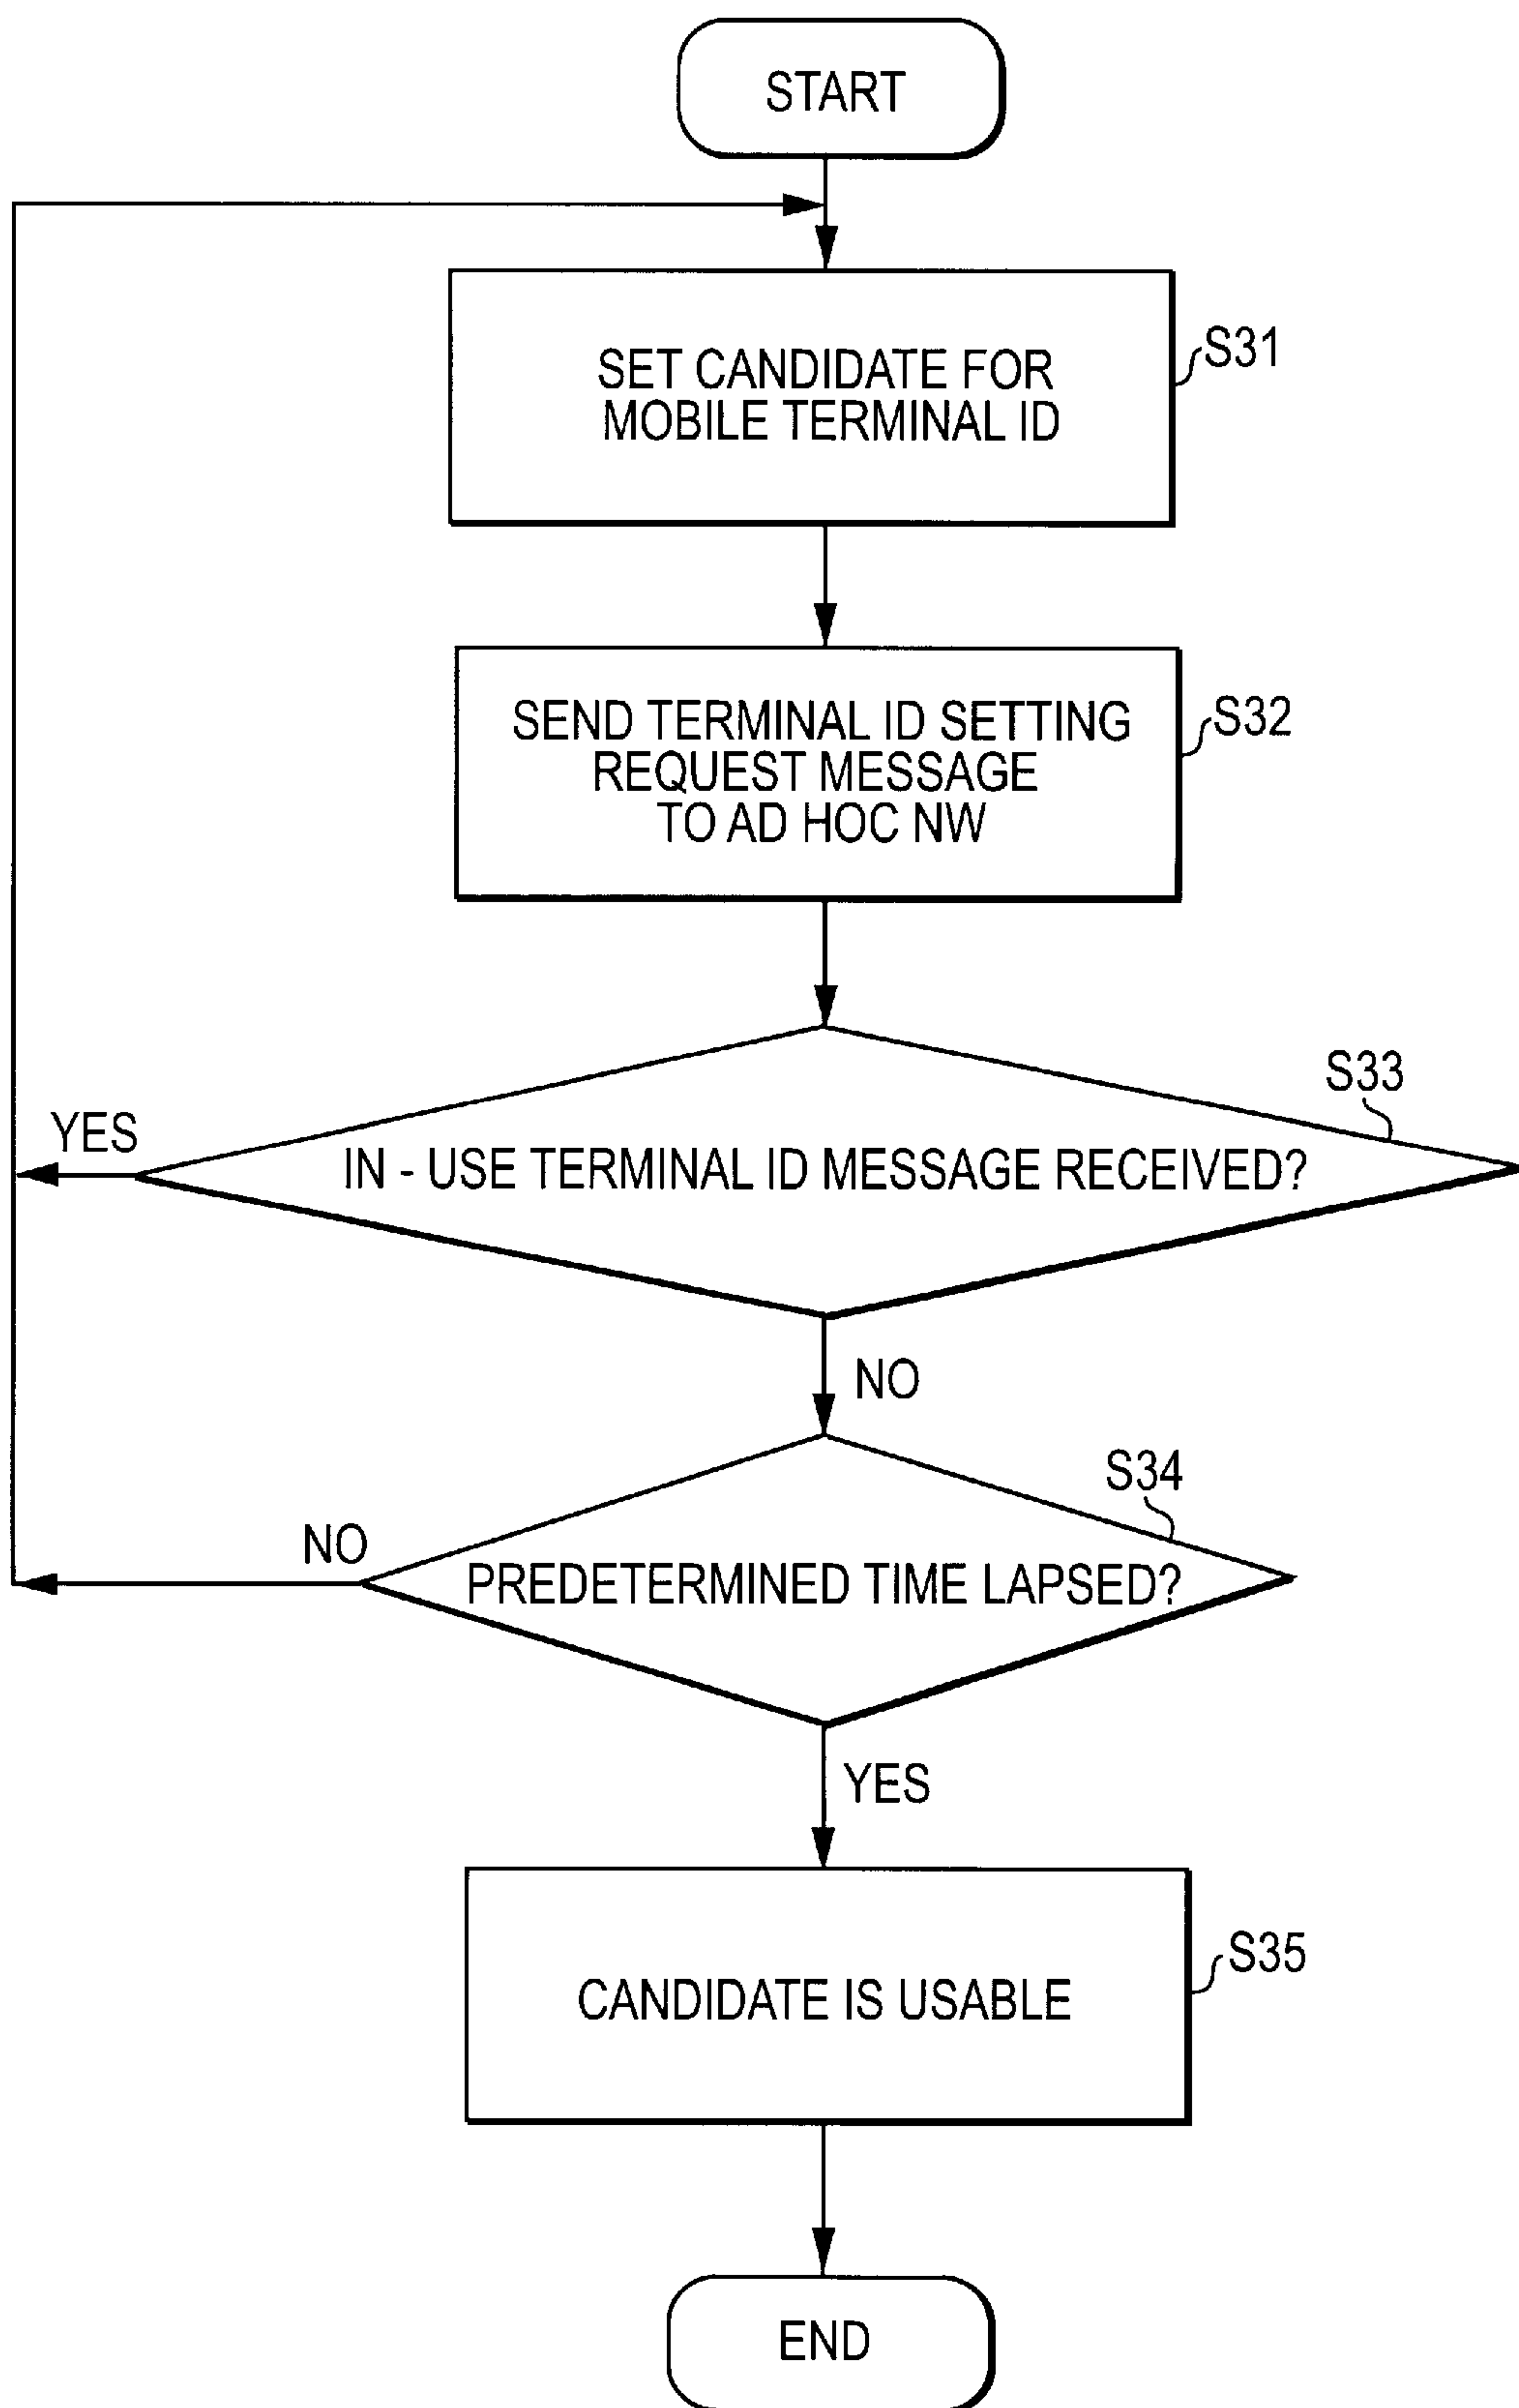 START
SET CANDIDATE FOR
MOBILE TERMINAL ID
S31
SEND TERMINAL ID SETTING
REQUEST MESSAGE
TO AD HOC NW
S32
S33
YES
IN - USE TERMINAL ID MESSAGE RECEIVED?
NO
S34
NO
PREDETERMINED TIME LAPSED?
YES
CANDIDATE IS USABLE
S35
END